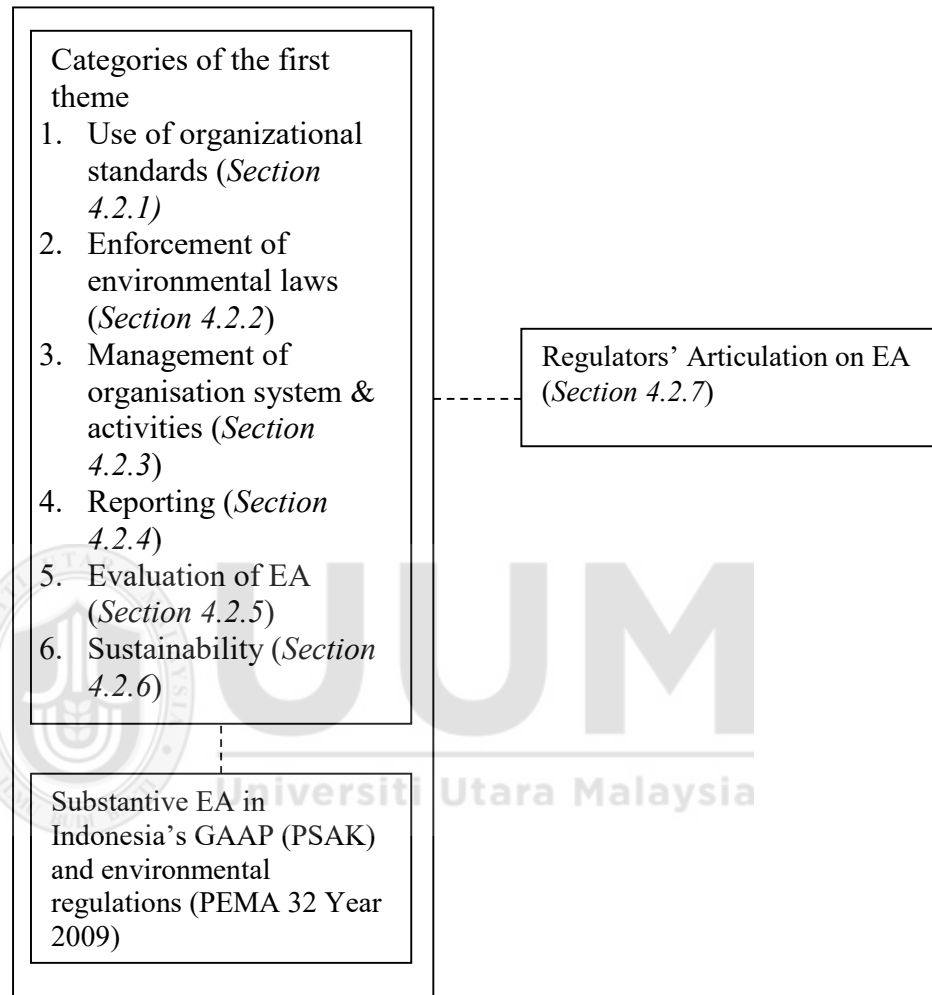 Categories of the first
theme
1. Use of organizational
standards (Section
4.2.1)
2. Enforcement of
environmental laws
(Section 4.2.2)
3. Management of
organisation system &
activities (Section
4.2.3)
4. Reporting (Section
4.2.4)
5. Evaluation of EA
(Section 4.2.5)
6. Sustainability (Section
4.2.6)
Regulators’ Articulation on EA
(Section 4.2.7)
Substantive EA in
Indonesia’s GAAP (PSAK)
and environmental
regulations (PEMA 32 Year
2009)
UUM
Universiti Utara Malaysia